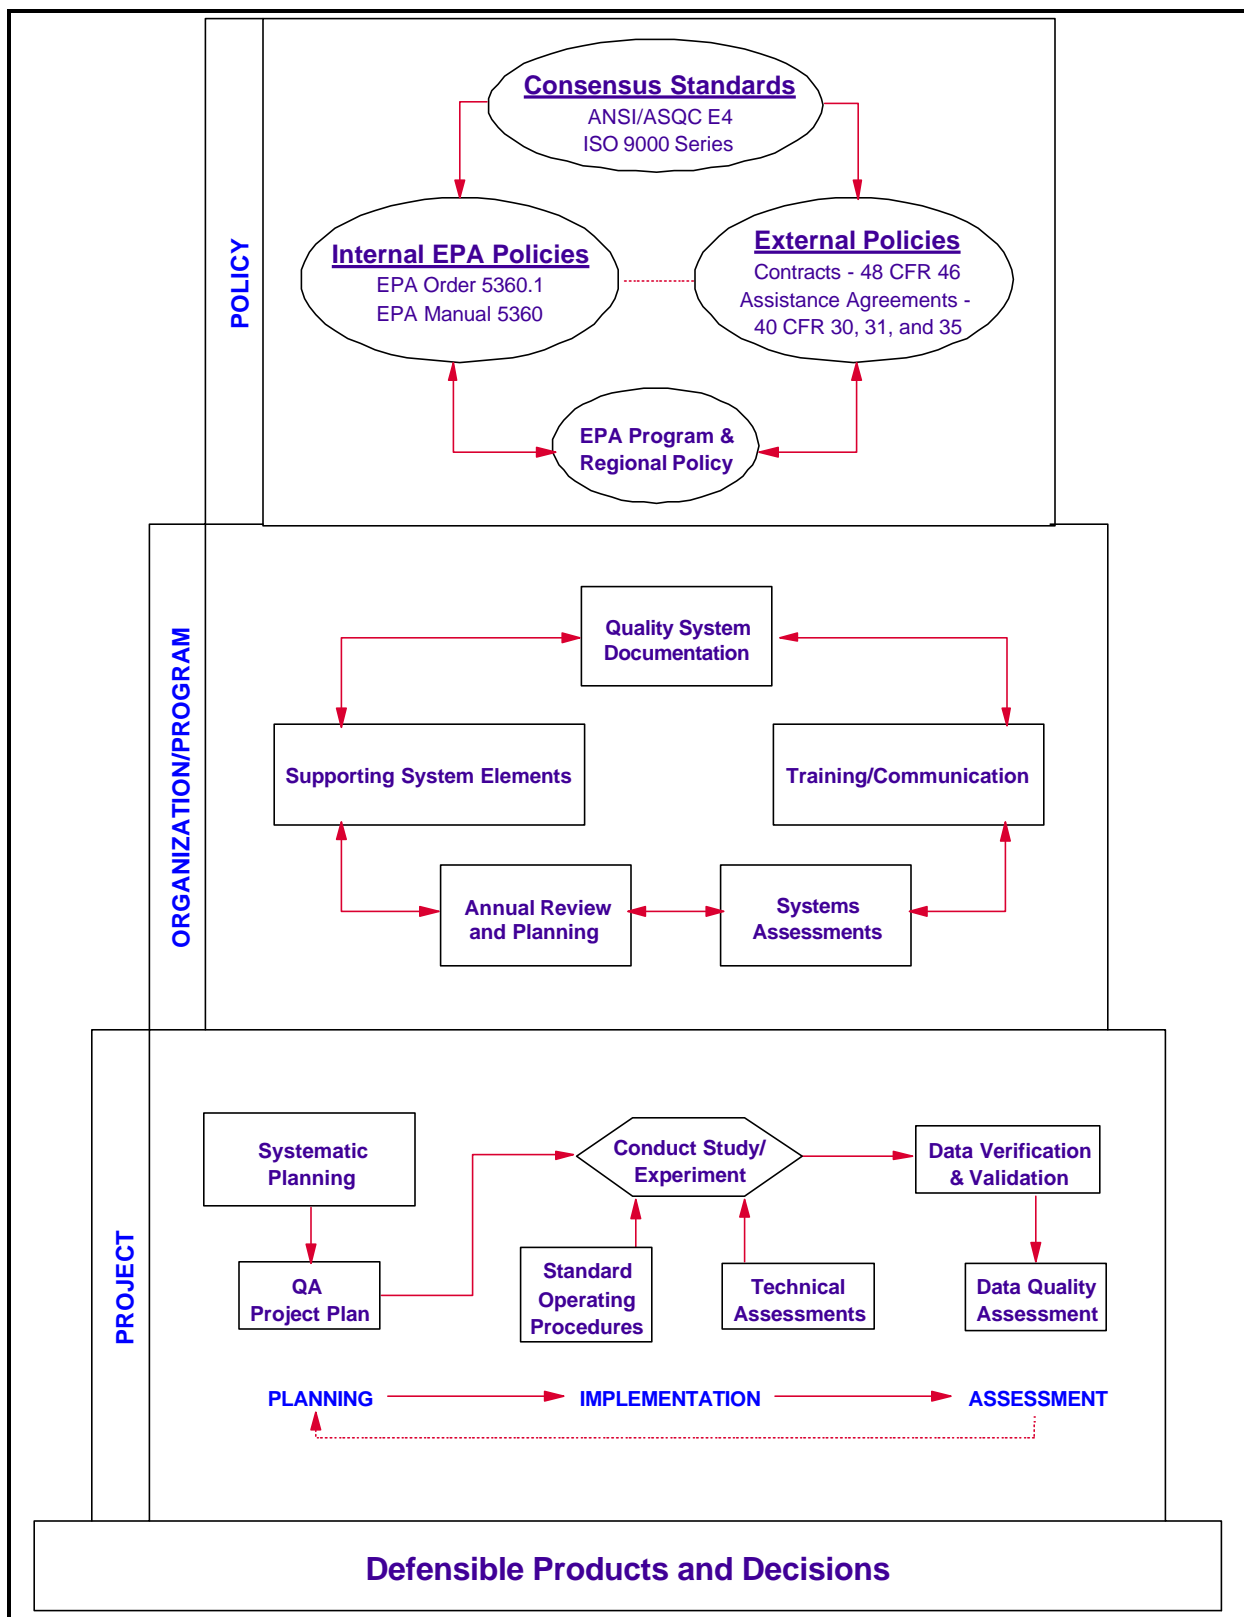 POLICY
Consensus Standards
ANSI/ASQC E4
ISO 9000 Series
Internal EPA Policies
EPA Order 5360.1
EPA Manual 5360
External Policies
Contracts - 48 CFR 46
Assistance Agreements -
40 CFR 30, 31, and 35
EPA Program &
Regional Policy
ORGANIZATION/PROGRAM
Quality System
Documentation
Supporting System Elements
Training/Communication
Annual Review
and Planning
Systems
Assessments
PROJECT
Systematic
Planning
QA
Project Plan
Conduct Study/
Experiment
Standard
Operating
Procedures
Technical
Assessments
Data Verification
& Validation
Data Quality
Assessment
PLANNING
IMPLEMENTATION
ASSESSMENT
Defensible Products and Decisions